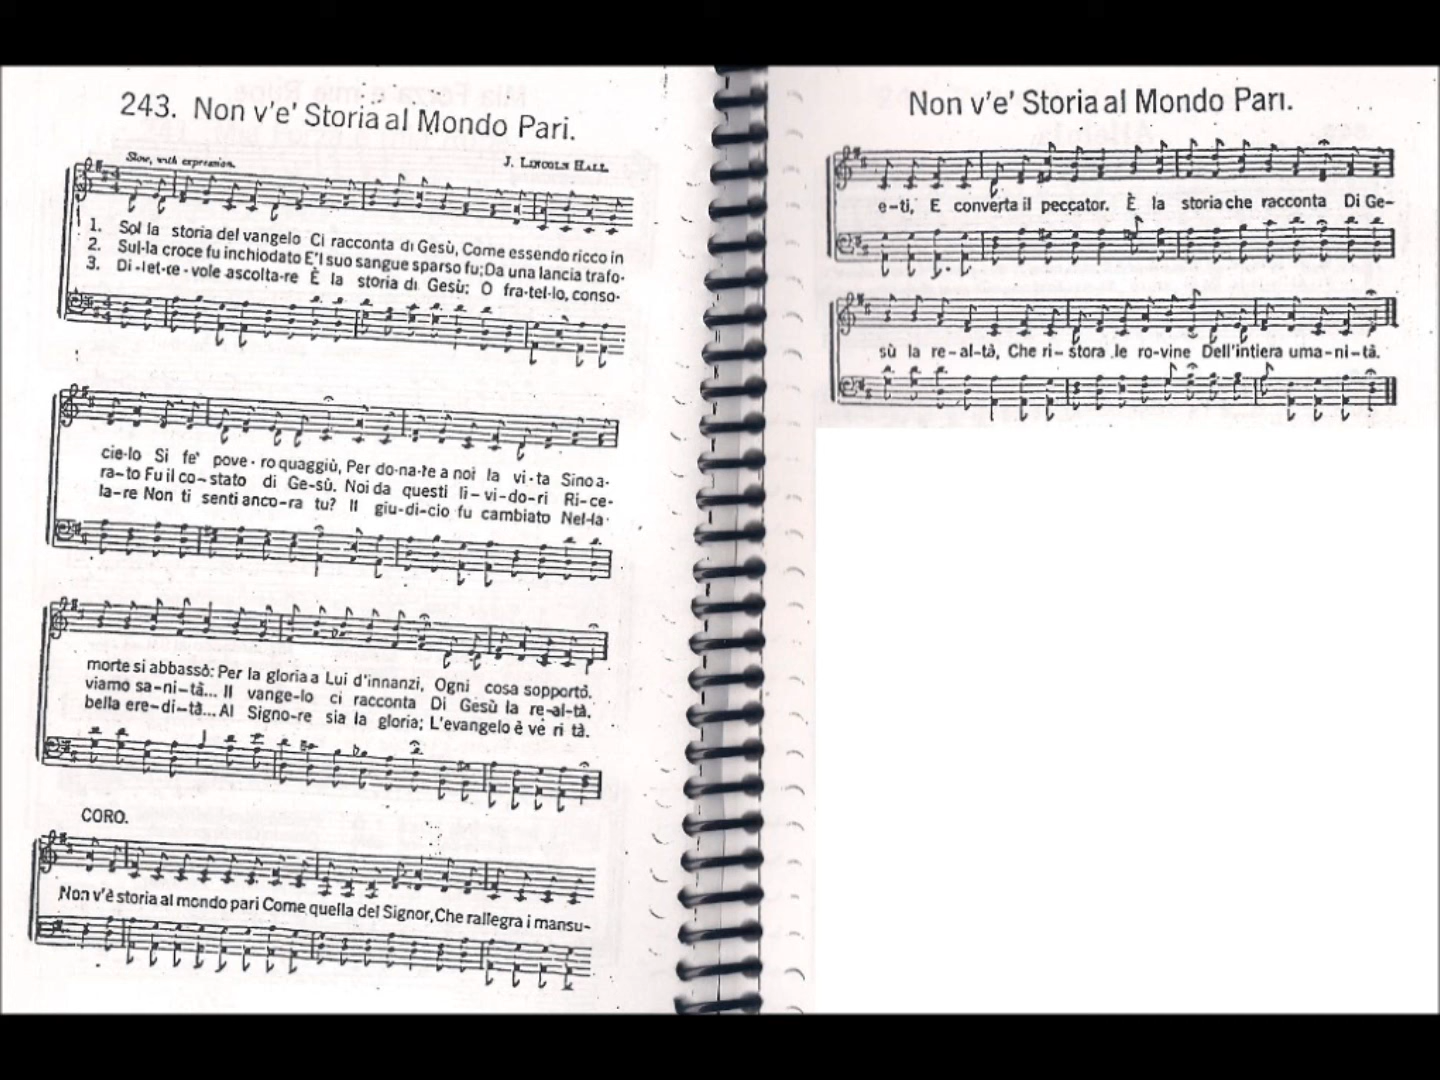 243. Non v'e' Storia al Mondo Pari.
Slow, with expression. J. LINCOLN HALL.
1. Sol la storia del vangelo Ci racconta di Gesù, Come essendo ricco in
2. Sul-la croce fu inchiodato E'l suo sangue sparso fu; Da una lancia trafo-
3. Di-let-re-vole ascolta-re È la storia di Gesù; O fra-tel-lo, conso-
cie-lo Si fe' pove-ro quaggiù, Per do-na-te a noi la vi-ta Sino a-
ra-to Fu il co-stato di Ge-sù. Noi da questi li-vi-do-ri Ri-ce-
la-re Non ti senti anco-ra tu? Il giu-di-cio fu cambiato Nel-la
morte si abbassò: Per la gloria a Lui d'innanzi, Ogni cosa sopportò.
viamo sa-ni-tà... Il vange-lo ci racconta Di Gesù la re-al-tà.
bella ere-di-tà... Al Signo-re sia la gloria; L'evangelo è ve ri tà.
CORO.
Non v'è storia al mondo pari Come quella del Signor, Che rallegra i mansu-
Non v'e' Storia al Mondo Pari.
e-ti, E converta il peccator. È la storia che racconta Di Ge-
sù la re-al-tà, Che ri-stora le ro-vine Dell'intiera uma-ni-tà.